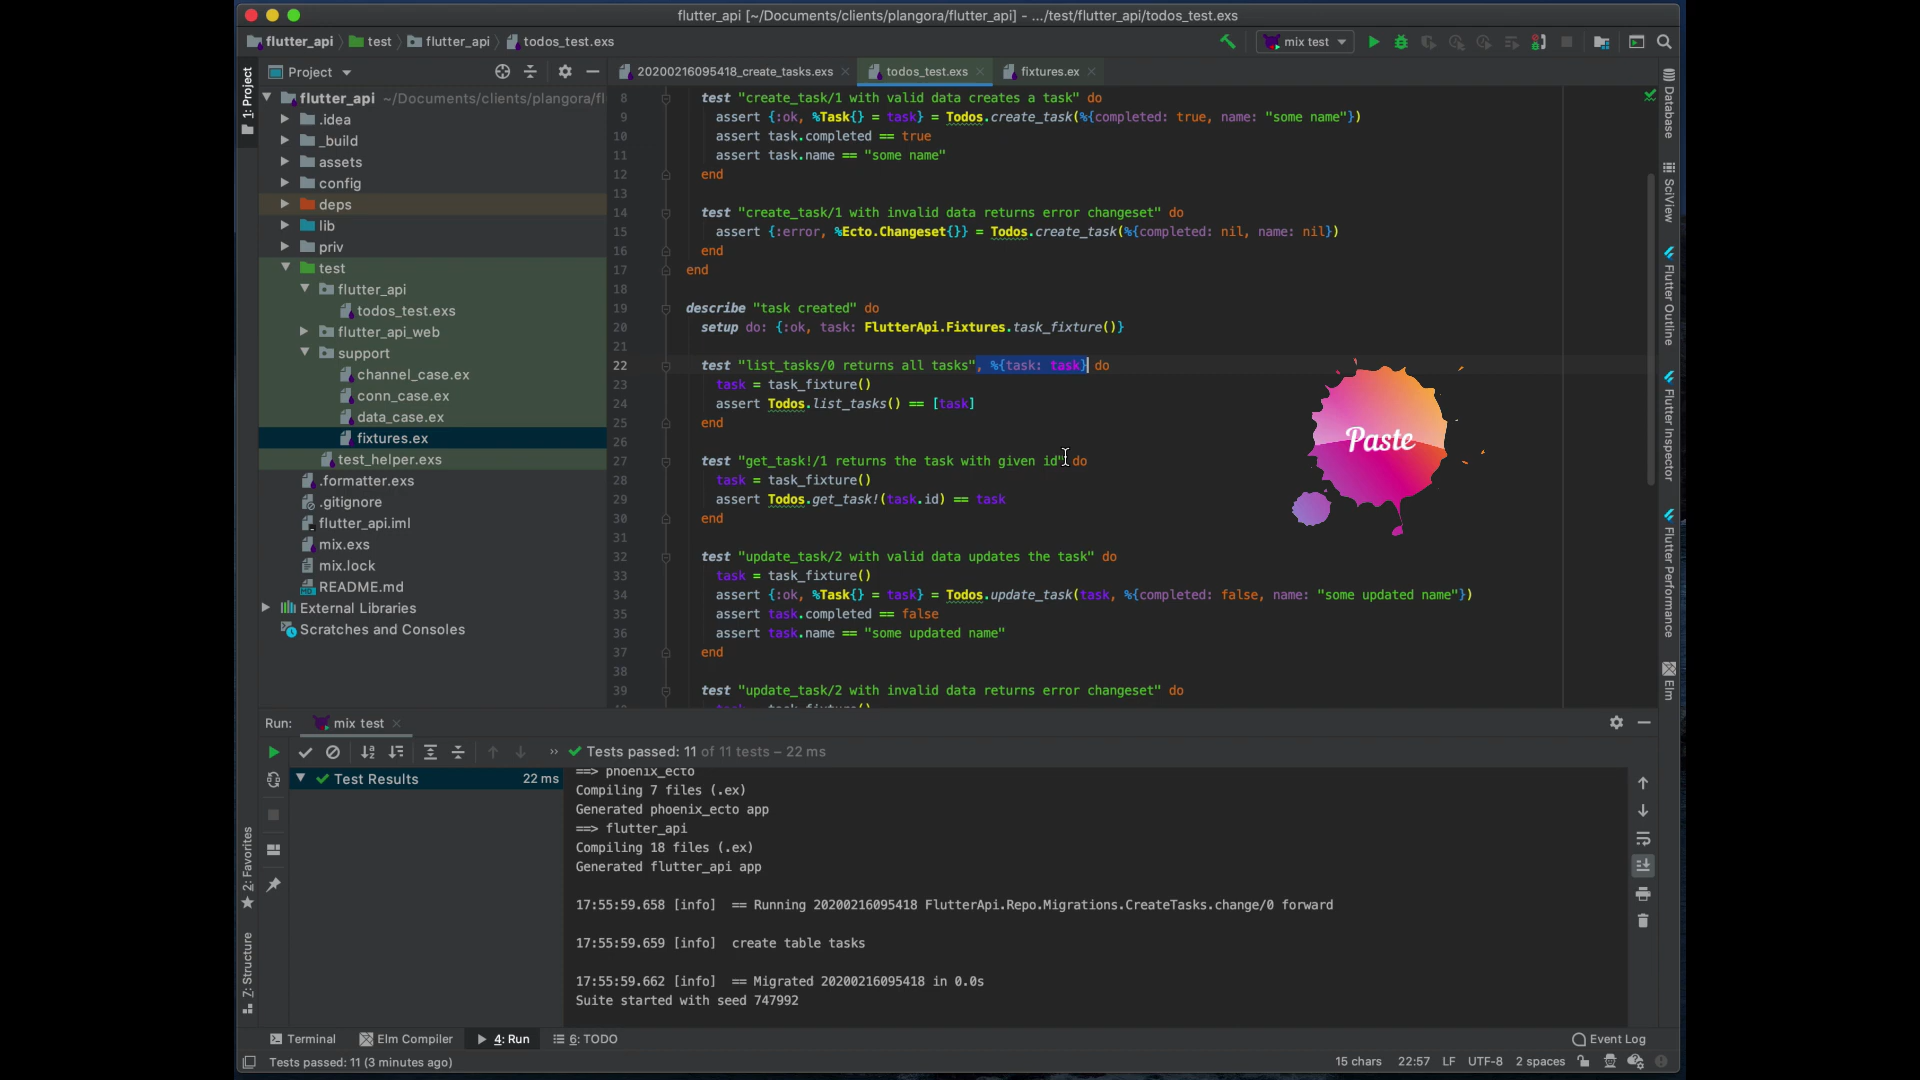 flutter_api [~/Documents/clients/plangora/flutter_api] - .../test/flutter_api/todos_test.exs
flutter_api test flutter_api todos_test.exs
mix test
Project
20200216095418_create_tasks.exs todos_test.exs fixtures.ex
1: Project
flutter_api ~/Documents/clients/plangora/fl
.idea
_build
assets
config
deps
lib
priv
test
flutter_api
todos_test.exs
flutter_api_web
support
channel_case.ex
conn_case.ex
data_case.ex
fixtures.ex
test_helper.exs
.formatter.exs
.gitignore
flutter_api.iml
mix.exs
mix.lock
README.md
External Libraries
Scratches and Consoles
8 test "create_task/1 with valid data creates a task" do
9 assert {:ok, %Task{} = task} = Todos.create_task(%{completed: true, name: "some name"})
10 assert task.completed == true
11 assert task.name == "some name"
12 end
13
14 test "create_task/1 with invalid data returns error changeset" do
15 assert {:error, %Ecto.Changeset{}} = Todos.create_task(%{completed: nil, name: nil})
16 end
17 end
18
19 describe "task created" do
20 setup do: {:ok, task: FlutterApi.Fixtures.task_fixture()}
21
22 test "list_tasks/0 returns all tasks", %{task: task} do
23 task = task_fixture()
24 assert Todos.list_tasks() == [task]
25 end
26
27 test "get_task!/1 returns the task with given id" do
28 task = task_fixture()
29 assert Todos.get_task!(task.id) == task
30 end
31
32 test "update_task/2 with valid data updates the task" do
33 task = task_fixture()
34 assert {:ok, %Task{} = task} = Todos.update_task(task, %{completed: false, name: "some updated name"})
35 assert task.completed == false
36 assert task.name == "some updated name"
37 end
38
39 test "update_task/2 with invalid data returns error changeset" do
Paste
Database
SciView
Flutter Outline
Flutter Inspector
Flutter Performance
Elm
Run: mix test
Tests passed: 11 of 11 tests – 22 ms
Test Results 22 ms
==> phoenix_ecto
Compiling 7 files (.ex)
Generated phoenix_ecto app
==> flutter_api
Compiling 18 files (.ex)
Generated flutter_api app
17:55:59.658 [info] == Running 20200216095418 FlutterApi.Repo.Migrations.CreateTasks.change/0 forward
17:55:59.659 [info] create table tasks
17:55:59.662 [info] == Migrated 20200216095418 in 0.0s
Suite started with seed 747992
2: Favorites
7: Structure
Terminal Elm Compiler 4: Run 6: TODO Event Log
Tests passed: 11 (3 minutes ago) 15 chars 22:57 LF UTF-8 2 spaces